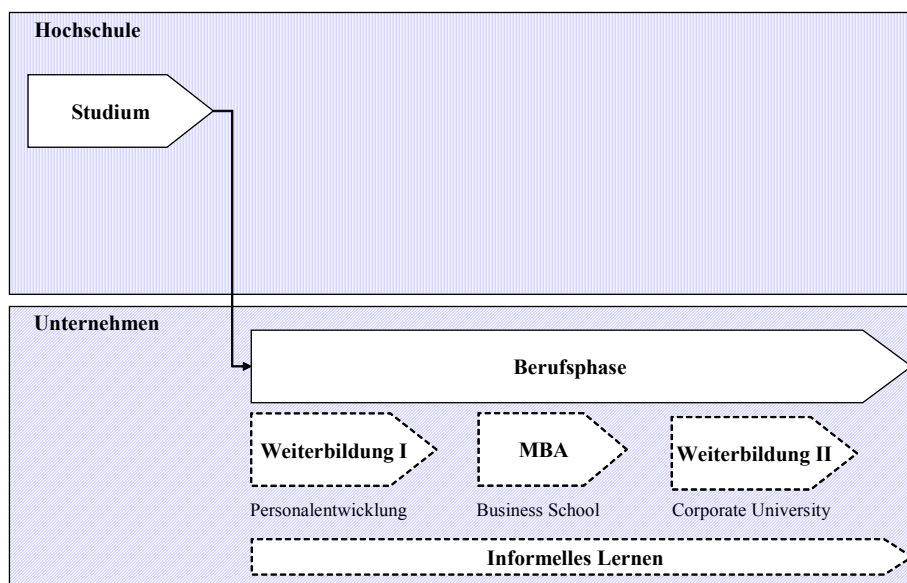 Hochschule
Studium
Unternehmen
Berufsphase
Weiterbildung I
MBA
Weiterbildung II
Personalentwicklung
Business School
Corporate University
Informelles Lernen